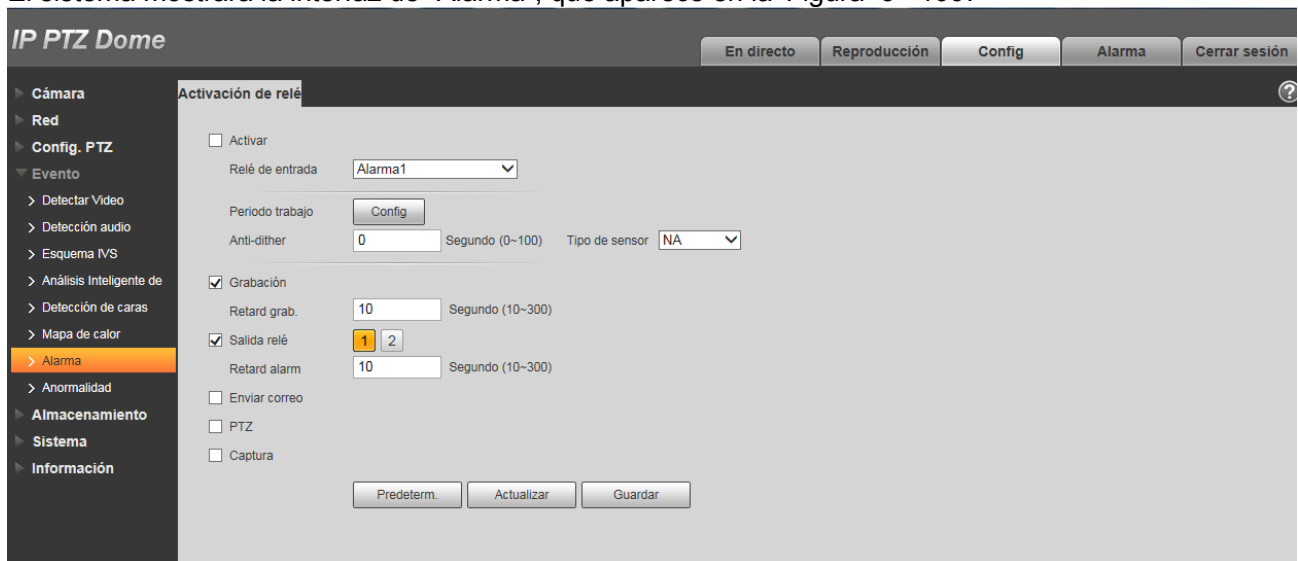 IP PTZ Dome
En directo Reproducción Config Alarma Cerrar sesión
Cámara
Red
Config. PTZ
Evento
> Detectar Video
> Detección audio
> Esquema IVS
> Análisis Inteligente de
> Detección de caras
> Mapa de calor
> Alarma
> Anormalidad
Almacenamiento
Sistema
Información
Activación de relé
?
Activar
Relé de entrada Alarma1
Periodo trabajo Config
Anti-dither 0 Segundo (0~100) Tipo de sensor NA
Grabación
Retard grab. 10 Segundo (10~300)
Salida relé 1 2
Retard alarm 10 Segundo (10~300)
Enviar correo
PTZ
Captura
Predeterm. Actualizar Guardar